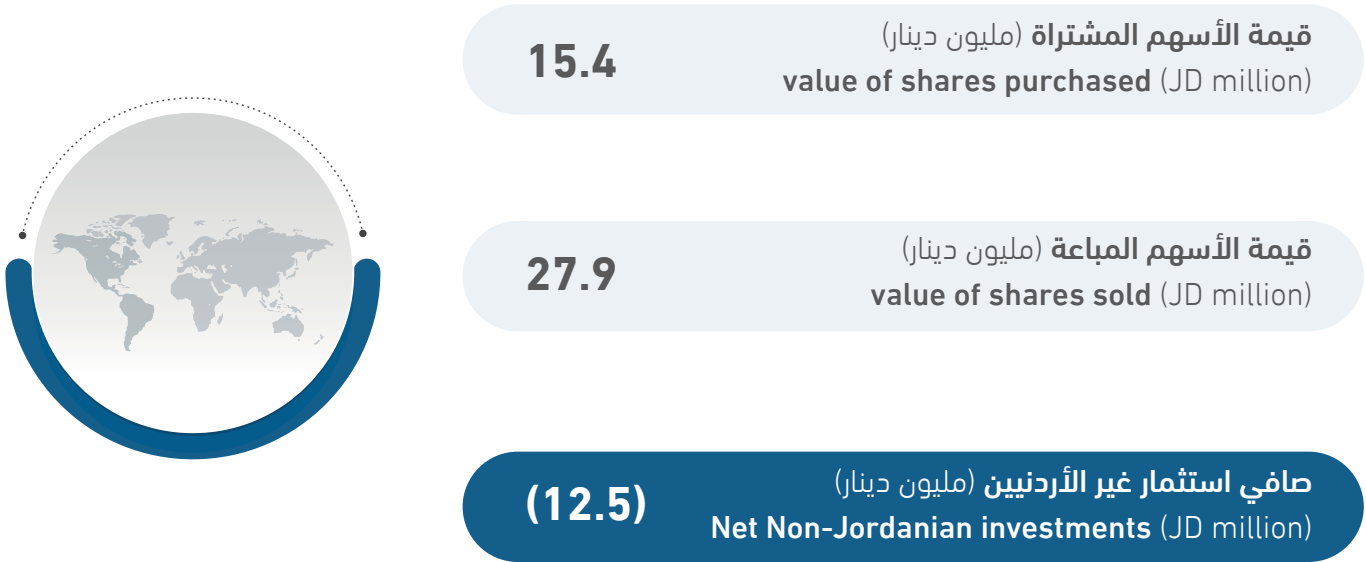 قيمة الأسهم المشتراة (مليون دينار)
value of shares purchased (JD million)
15.4
قيمة الأسهم المباعة (مليون دينار)
value of shares sold (JD million)
27.9
صافي استثمار غير الأردنيين (مليون دينار)
Net Non-Jordanian investments (JD million)
(12.5)